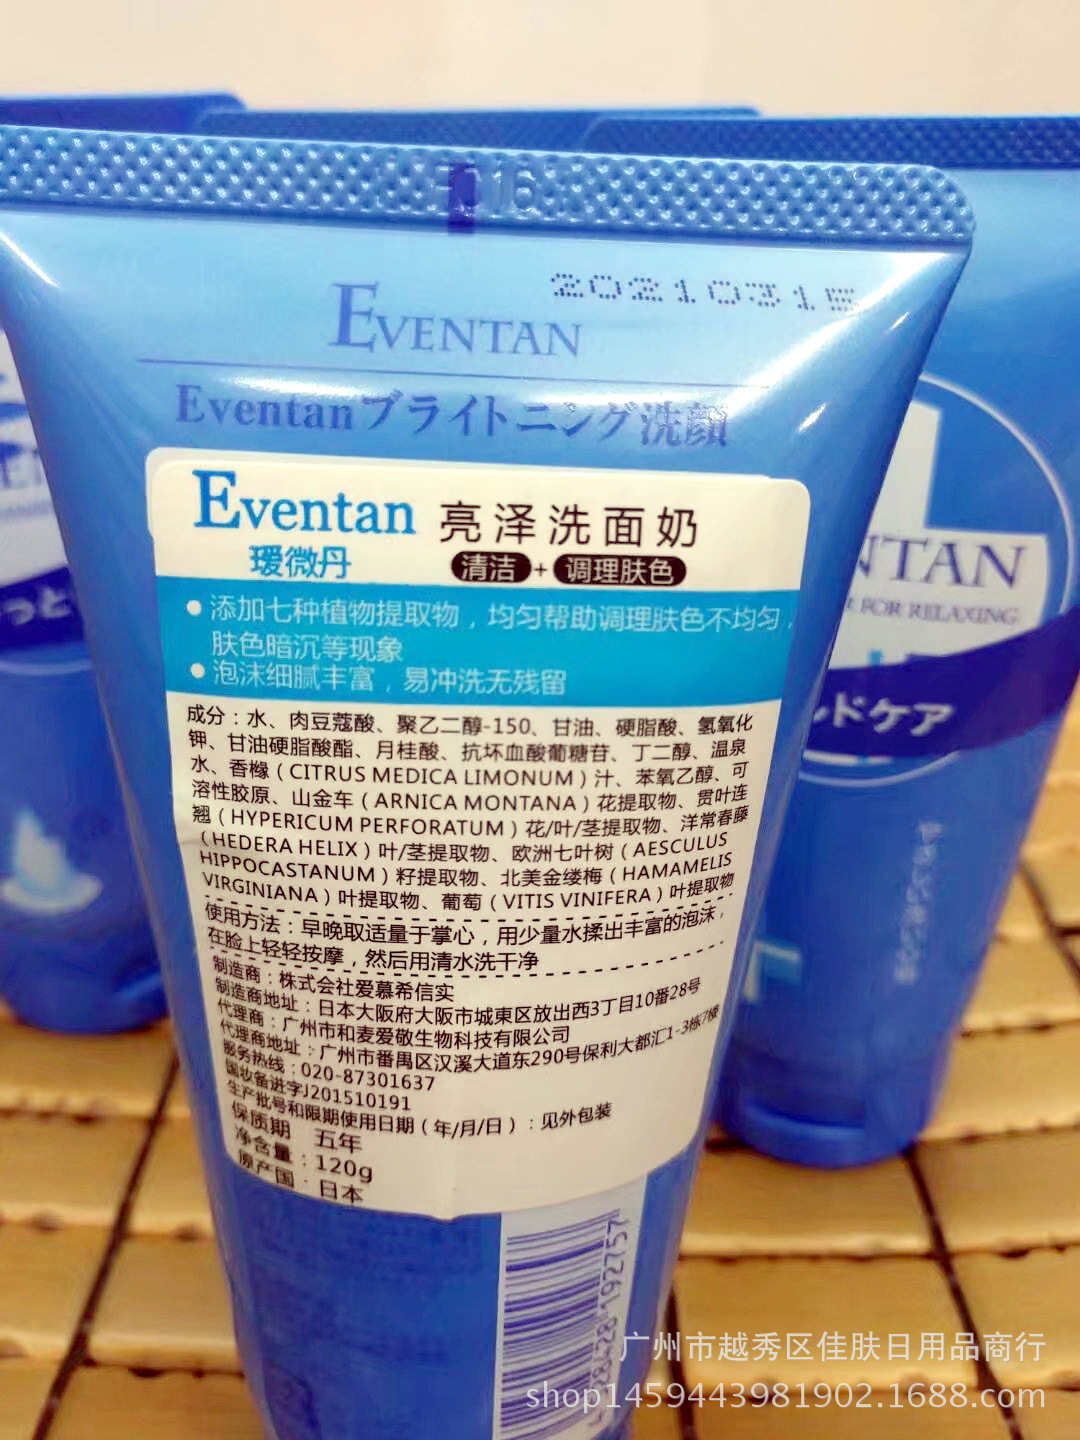 016
20210315
EVENTAN
Eventanブライトニング洗顔
Eventan 亮泽洗面奶
瑷微丹 清洁+调理肤色
●添加七种植物提取物，均匀帮助调理肤色不均匀，
肤色暗沉等现象
●泡沫细腻丰富，易冲洗无残留
成分：水、肉豆蔻酸、聚乙二醇-150、甘油、硬脂酸、氢氧化
钾、甘油硬脂酸酯、月桂酸、抗坏血酸葡糖苷、丁二醇、温泉
水、香橼（CITRUS MEDICA LIMONUM）汁、苯氧乙醇、可
溶性胶原、山金车（ARNICA MONTANA）花提取物、贯叶连
翘（HYPERICUM PERFORATUM）花/叶/茎提取物、洋常春藤
（HEDERA HELIX）叶/茎提取物、欧洲七叶树（AESCULUS
HIPPOCASTANUM）籽提取物、北美金缕梅（HAMAMELIS
VIRGINIANA）叶提取物、葡萄（VITIS VINIFERA）叶提取物
使用方法：早晚取适量于掌心，用少量水揉出丰富的泡沫，
在脸上轻轻按摩，然后用清水洗干净
制造商：株式会社爱慕希信实
制造商地址：日本大阪府大阪市城東区放出西3丁目10番28号
代理商：广州市和麦爱敬生物科技有限公司
代理商地址：广州市番禺区汉溪大道东290号保利大都汇1-3栋7楼
服务热线：020-87301637
国妆备进字J201510191
生产批号和限期使用日期（年/月/日）：见外包装
保质期 五年
净含量：120g
原产国：日本
192757
NTAN
FOR RELAXING
ンドケア
っと
广州市越秀区佳肤日用品商行
shop1459443981902.1688.com